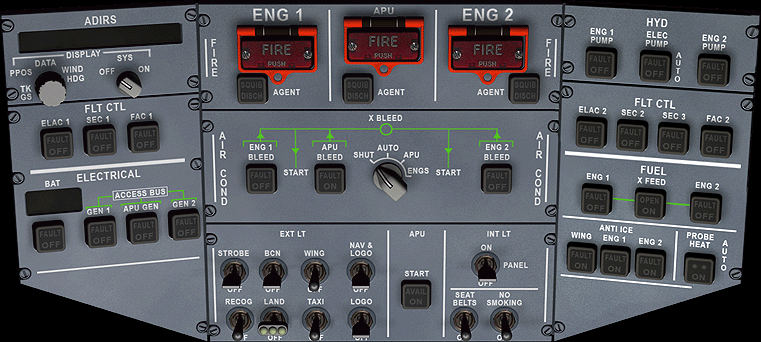 ADIRS
DISPLAY
DATA
SYS
PPOS
WIND
HDG
OFF
ON
TK
GS
FLT CTL
ELAC 1
SEC 1
FAC 1
FAULT
OFF
FAULT
OFF
FAULT
OFF
ELECTRICAL
BAT
ACCESS BUS
GEN 1
APU GEN
GEN 2
FAULT
OFF
FAULT
OFF
FAULT
OFF
FAULT
OFF
ENG 1
APU
ENG 2
FIRE
FIRE
PUSH
FIRE
PUSH
FIRE
PUSH
FIRE
SQUIB
DISCH
AGENT
SQUIB
DISCH
AGENT
AGENT
SQUIB
DISCH
X BLEED
AIR COND
ENG 1
BLEED
APU
BLEED
AUTO
SHUT
APU
ENGS
ENG 2
BLEED
AIR COND
START
START
FAULT
OFF
FAULT
ON
FAULT
OFF
EXT LT
STROBE
BCN
WING
NAV &
LOGO
OFF
OFF
OFF
OFF
RECOG
LAND
TAXI
LOGO
OFF
OFF
OFF
OFF
APU
START
AVAIL
ON
INT LT
ON
PANEL
OFF
SEAT
BELTS
NO
SMOKING
HYD
ENG 1
PUMP
ELEC
PUMP
ENG 2
PUMP
AUTO
FAULT
OFF
FAULT
OFF
FAULT
OFF
FLT CTL
ELAC 2
SEC 2
SEC 3
FAC 2
FAULT
OFF
FAULT
OFF
FAULT
OFF
FAULT
OFF
FUEL
ENG 1
X FEED
ENG 2
FAULT
OFF
OPEN
ON
FAULT
OFF
ANTI ICE
WING
ENG 1
ENG 2
FAULT
ON
FAULT
ON
FAULT
ON
PROBE
HEAT
AUTO
ON